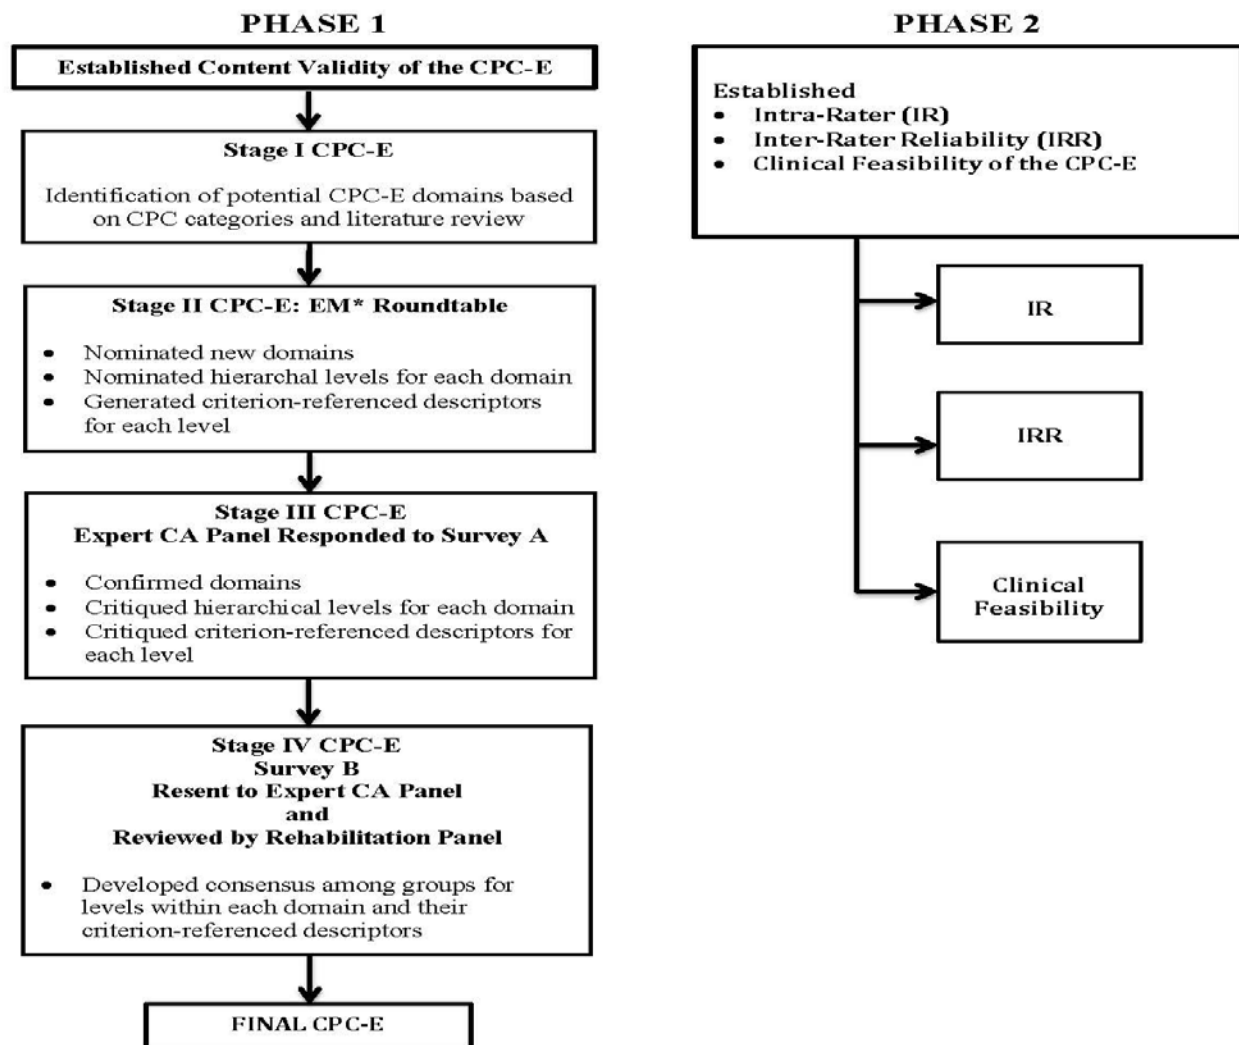 PHASE 1
Established Content Validity of the CPC-E
Stage I CPC-E
Identification of potential CPC-E domains based
on CPC categories and literature review
Stage II CPC-E: EM* Roundtable
• Nominated new domains
• Nominated hierarchal levels for each domain
• Generated criterion-referenced descriptors
for each level
Stage III CPC-E
Expert CA Panel Responded to Survey A
• Confirmed domains
• Critiqued hierarchical levels for each domain
• Critiqued criterion-referenced descriptors for
each level
Stage IV CPC-E
Survey B
Resent to Expert CA Panel
and
Reviewed by Rehabilitation Panel
• Developed consensus among groups for
levels within each domain and their
criterion-referenced descriptors
FINAL CPC-E
PHASE 2
Established
• Intra-Rater (IR)
• Inter-Rater Reliability (IRR)
• Clinical Feasibility of the CPC-E
IR
IRR
Clinical
Feasibility